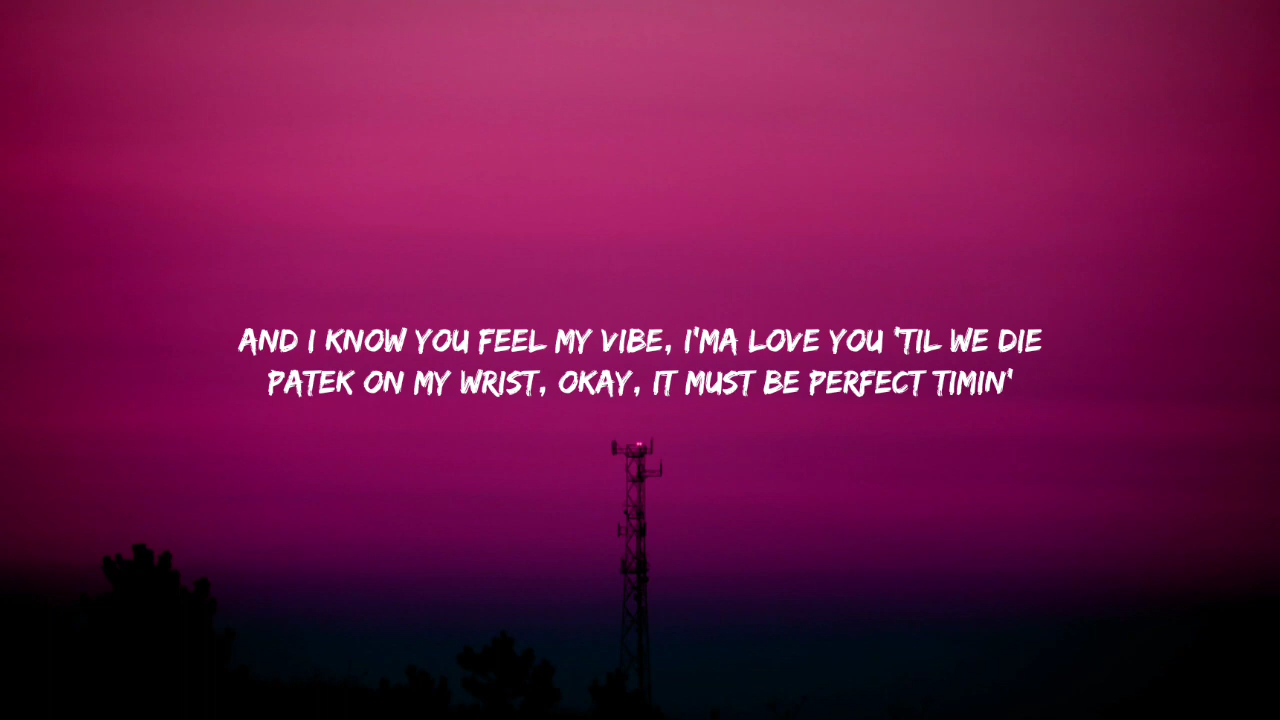 AND I KNOW YOU FEEL MY VIBE, I'MA LOVE YOU 'TIL WE DIE
PATEK ON MY WRIST, OKAY, IT MUST BE PERFECT TIMIN'